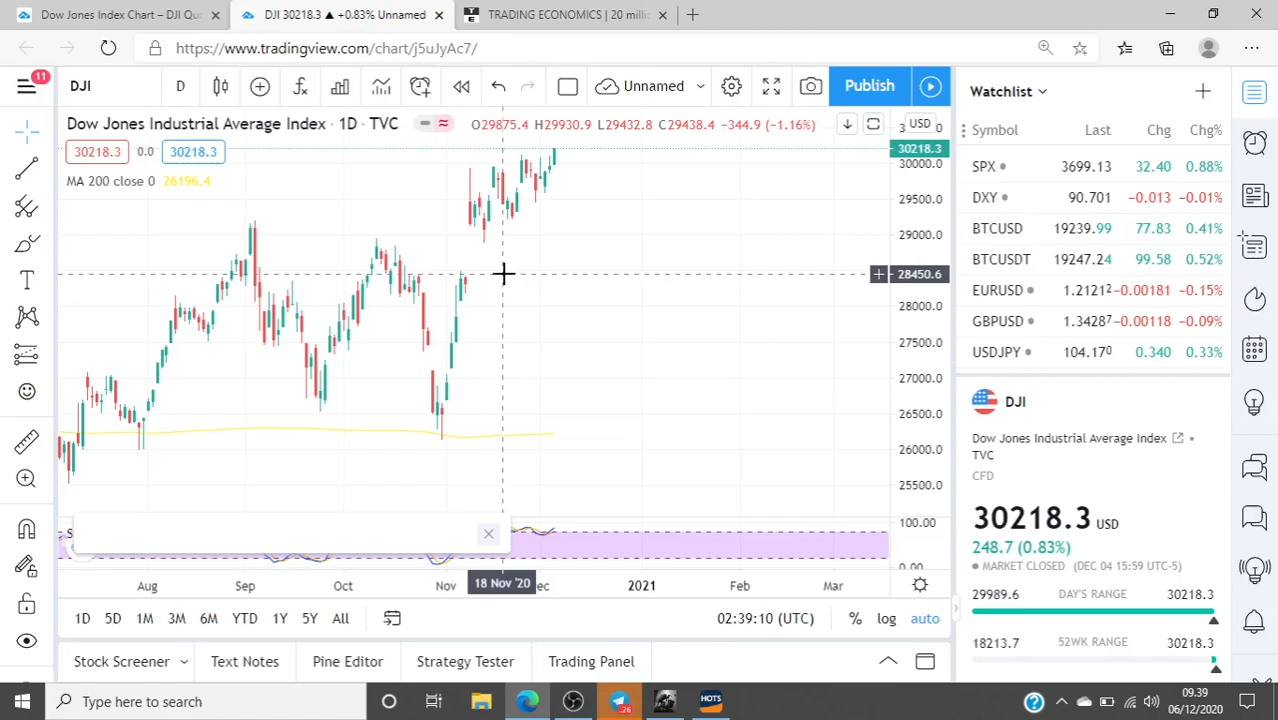 Dow Jones Index Chart – DJI Qu
DJI 30218.3 ▲ +0.83% Unnamed
TRADING ECONOMICS | 20 milli
https://www.tradingview.com/chart/j5uJyAc7/
11
DJI
D
Unnamed
Publish
Watchlist
Dow Jones Industrial Average Index · 1D · TVC
O29875.4 H29930.9 L29432.8 C29438.4 −344.9 (−1.16%)
USD
30218.3 0.0 30218.3
MA 200 close 0 26196.4
30218.3
30000.0
29500.0
29000.0
28450.6
28000.0
27500.0
27000.0
26500.0
26000.0
25500.0
100.00
0.00
Aug Sep Oct Nov 18 Nov '20 Dec 2021 Feb Mar
1D 5D 1M 3M 6M YTD 1Y 5Y All
02:39:10 (UTC) % log auto
Stock Screener Text Notes Pine Editor Strategy Tester Trading Panel
Symbol Last Chg Chg%
SPX 3699.13 32.40 0.88%
DXY 90.701 −0.013 −0.01%
BTCUSD 19239.99 77.83 0.41%
BTCUSDT 19247.24 99.58 0.52%
EURUSD 1.21212 −0.00181 −0.15%
GBPUSD 1.34287 −0.00118 −0.09%
USDJPY 104.170 0.340 0.33%
DJI
Dow Jones Industrial Average Index
TVC
CFD
30218.3 USD
248.7 (0.83%)
MARKET CLOSED (DEC 04 15:59 UTC-5)
29989.6 DAY'S RANGE 30218.3
18213.7 52WK RANGE 30218.3
Type here to search
26
HOTS
09.39
06/12/2020